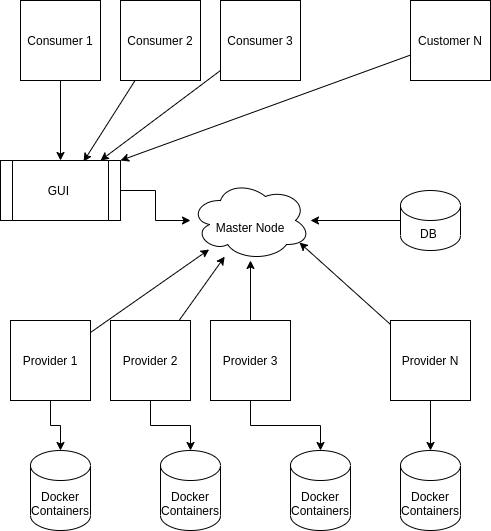 Consumer 1
Consumer 2
Consumer 3
Customer N
GUI
Master Node
DB
Provider 1
Provider 2
Provider 3
Provider N
Docker
Containers
Docker
Containers
Docker
Containers
Docker
Containers